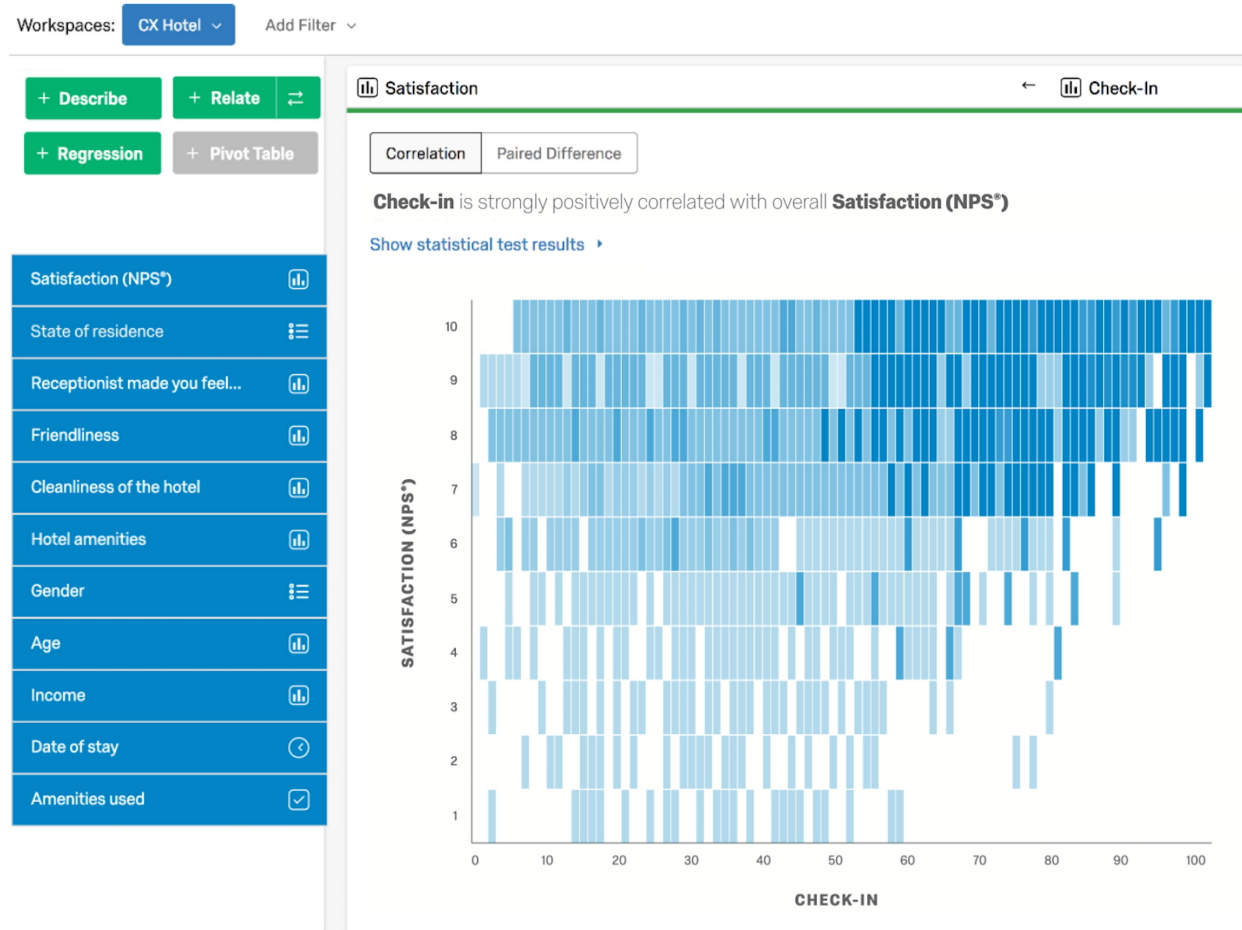 Workspaces: CX Hotel Add Filter
+ Describe + Relate
+ Regression + Pivot Table
Satisfaction (NPS®)
State of residence
Receptionist made you feel...
Friendliness
Cleanliness of the hotel
Hotel amenities
Gender
Age
Income
Date of stay
Amenities used
Satisfaction ← Check-In
Correlation Paired Difference
Check-in is strongly positively correlated with overall Satisfaction (NPS®)
Show statistical test results
SATISFACTION (NPS®)
10
9
8
7
6
5
4
3
2
1
0 10 20 30 40 50 60 70 80 90 100
CHECK-IN